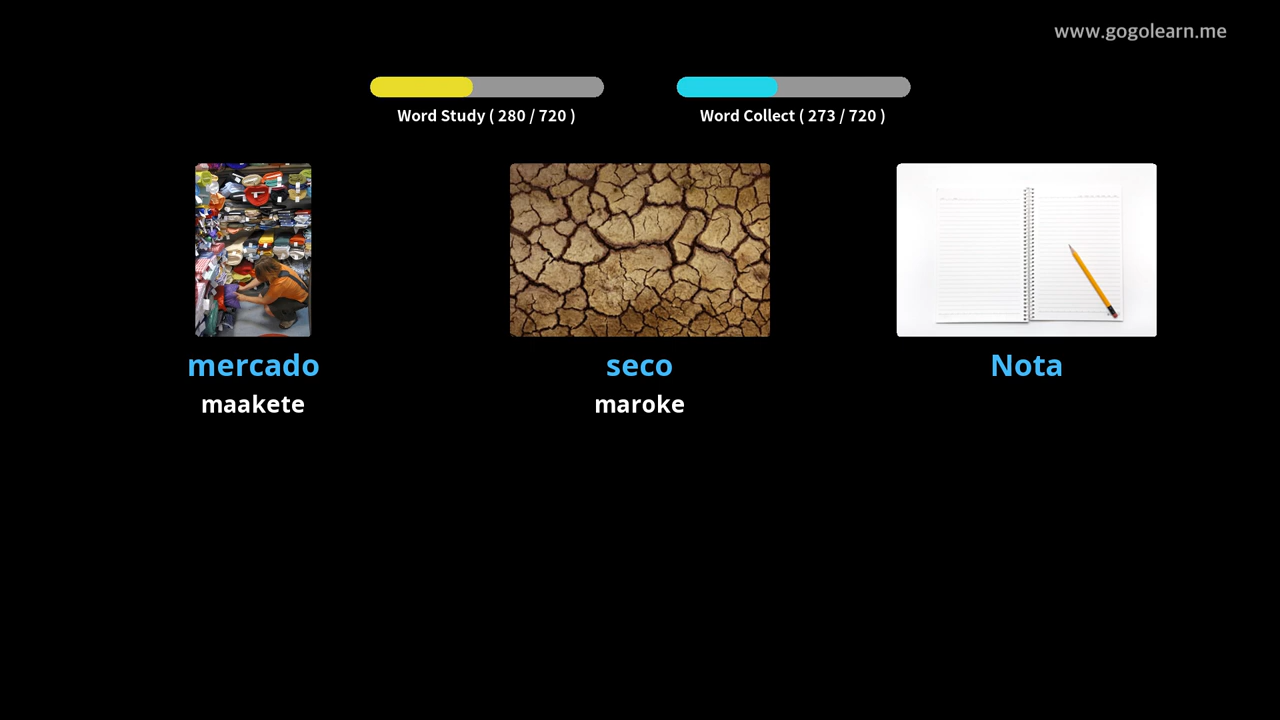 www.gogolearn.me
Word Study ( 280 / 720 )
Word Collect ( 273 / 720 )
mercado
maakete
seco
maroke
Nota